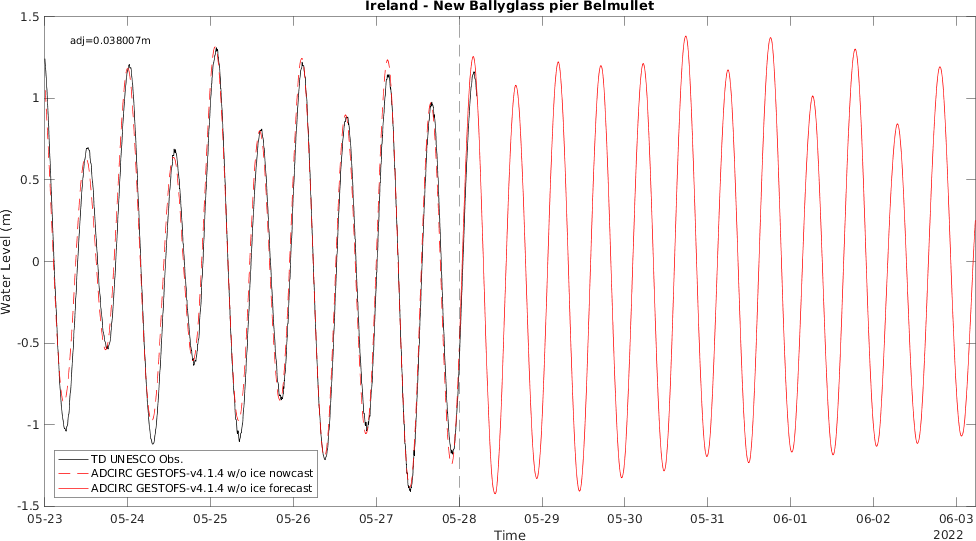 Ireland - New Ballyglass pier Belmullet
adj=0.038007m
1.5
1
0.5
0
-0.5
-1
-1.5
Water Level (m)
TD UNESCO Obs.
ADCIRC GESTOFS-v4.1.4 w/o ice nowcast
ADCIRC GESTOFS-v4.1.4 w/o ice forecast
05-23 05-24 05-25 05-26 05-27 05-28 05-29 05-30 05-31 06-01 06-02 06-03
2022
Time